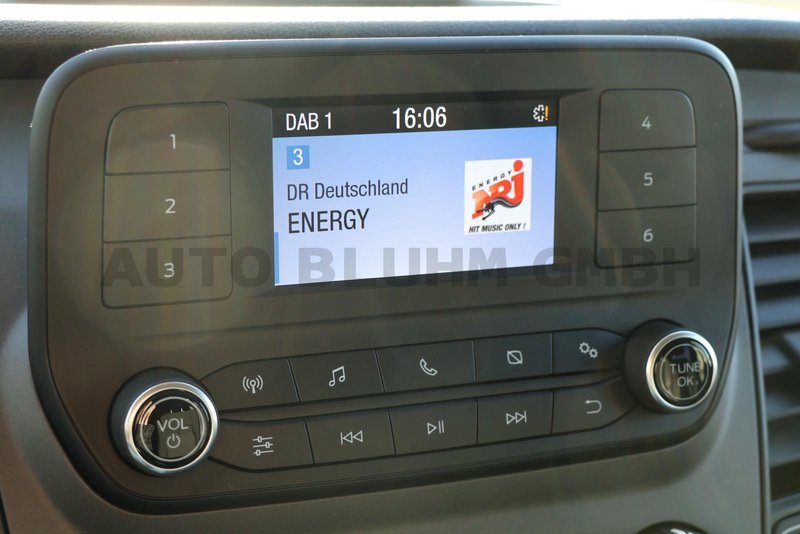 DAB 1 16:06
3
DR Deutschland
ENERGY
ENERGY
NRJ
HIT MUSIC ONLY !
1
2
3
4
5
6
AUTO BLUHM GMBH
VOL
TUNE
OK